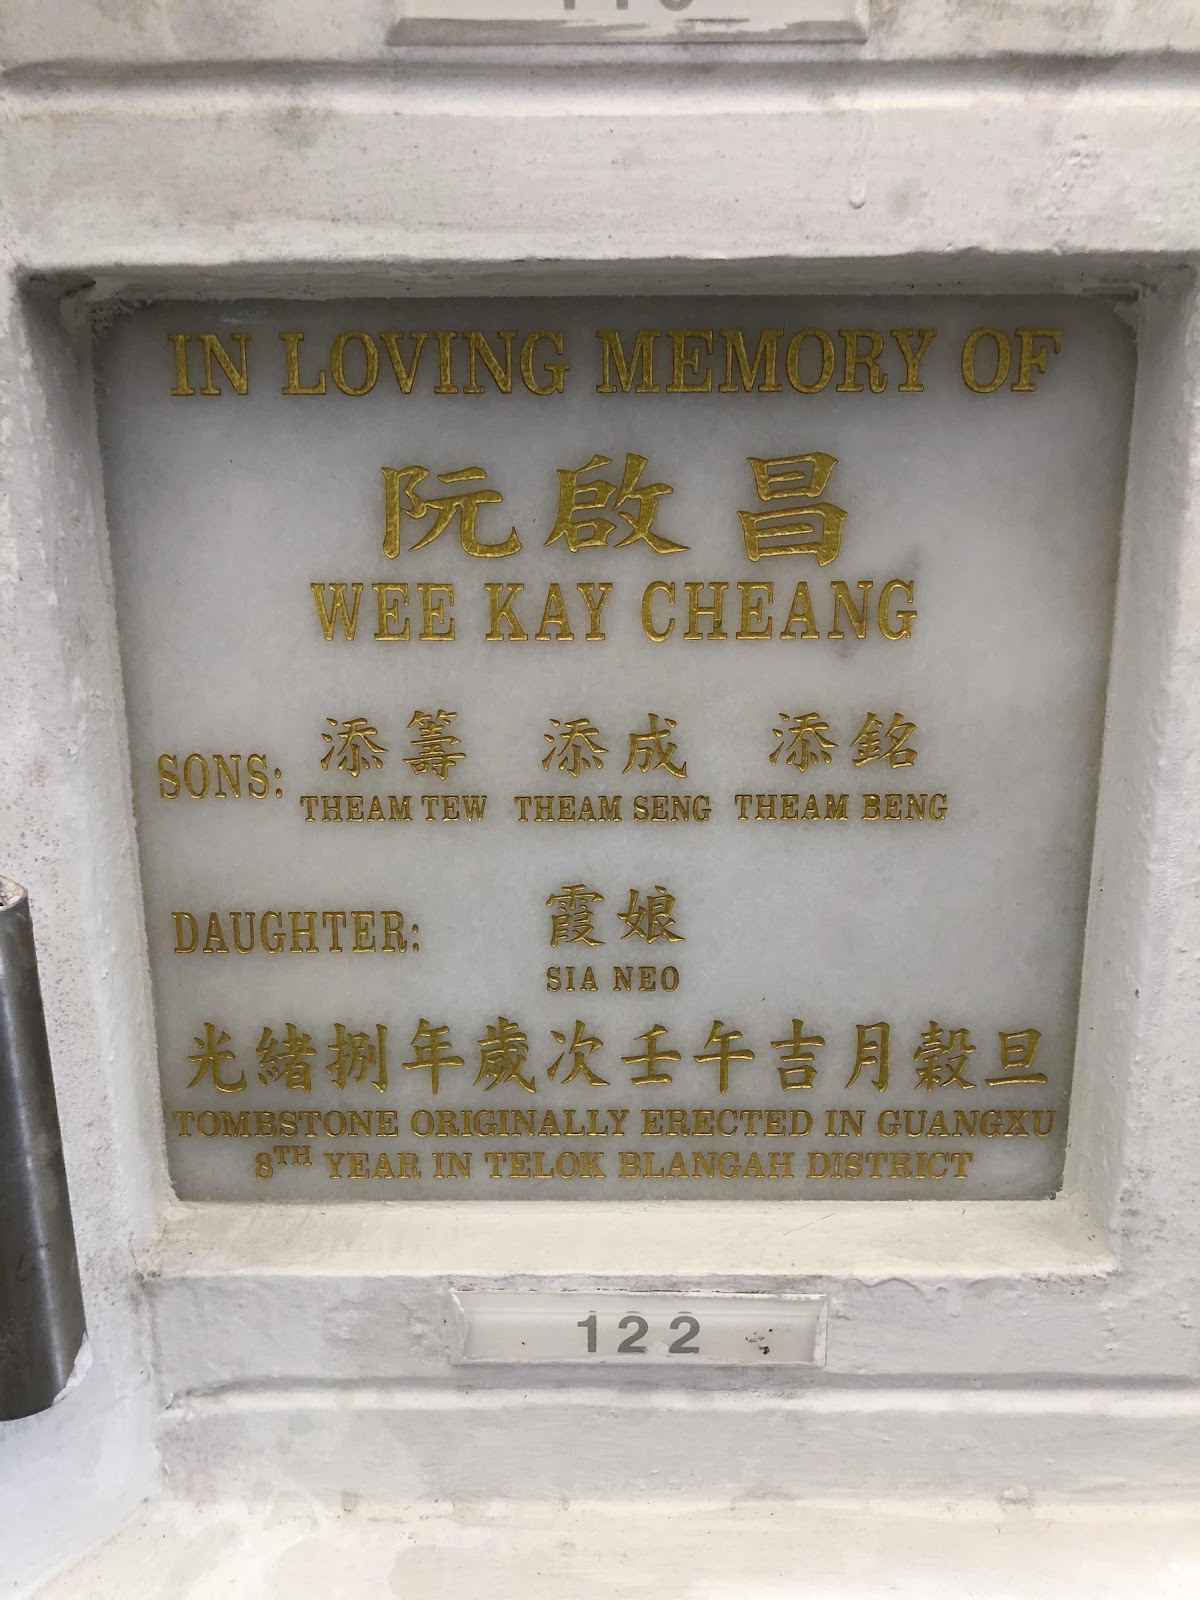 IN LOVING MEMORY OF
阮啟昌
WEE KAY CHEANG
SONS: 添籌 添成 添銘
THEAM TEW THEAM SENG THEAM BENG
DAUGHTER: 霞娘
SIA NEO
光緒捌年歲次壬午吉月穀旦
TOMBSTONE ORIGINALLY ERECTED IN GUANGXU
8TH YEAR IN TELOK BLANGAH DISTRICT
122